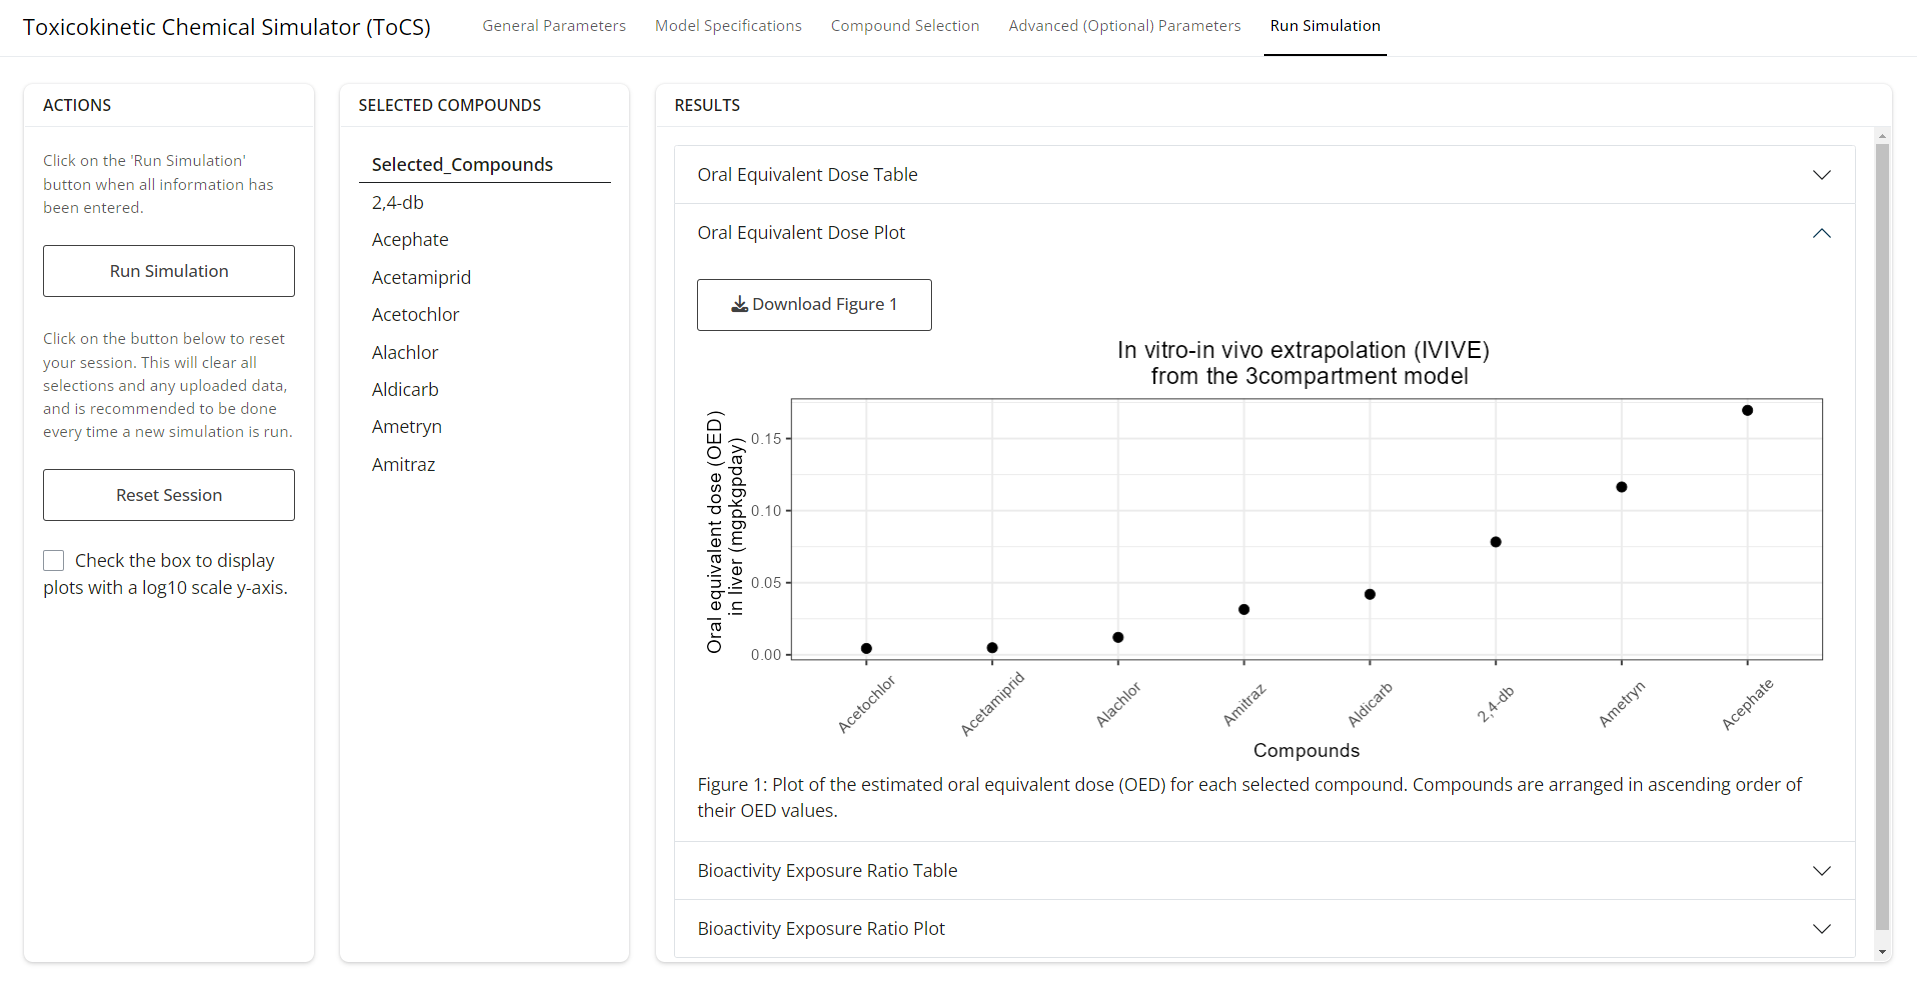 Toxicokinetic Chemical Simulator (ToCS)
General Parameters
Model Specifications
Compound Selection
Advanced (Optional) Parameters
Run Simulation
ACTIONS
Click on the 'Run Simulation'
button when all information has
been entered.
Run Simulation
Click on the button below to reset
your session. This will clear all
selections and any uploaded data,
and is recommended to be done
every time a new simulation is run.
Reset Session
Check the box to display
plots with a log10 scale y-axis.
SELECTED COMPOUNDS
Selected_Compounds
2,4-db
Acephate
Acetamiprid
Acetochlor
Alachlor
Aldicarb
Ametryn
Amitraz
RESULTS
Oral Equivalent Dose Table
Oral Equivalent Dose Plot
Download Figure 1
In vitro-in vivo extrapolation (IVIVE)
from the 3compartment model
Oral equivalent dose (OED)
in liver (mgpkgpday)
0.15
0.10
0.05
0.00
Acetochlor
Acetamiprid
Alachlor
Amitraz
Aldicarb
2,4-db
Ametryn
Acephate
Compounds
Figure 1: Plot of the estimated oral equivalent dose (OED) for each selected compound. Compounds are arranged in ascending order of
their OED values.
Bioactivity Exposure Ratio Table
Bioactivity Exposure Ratio Plot